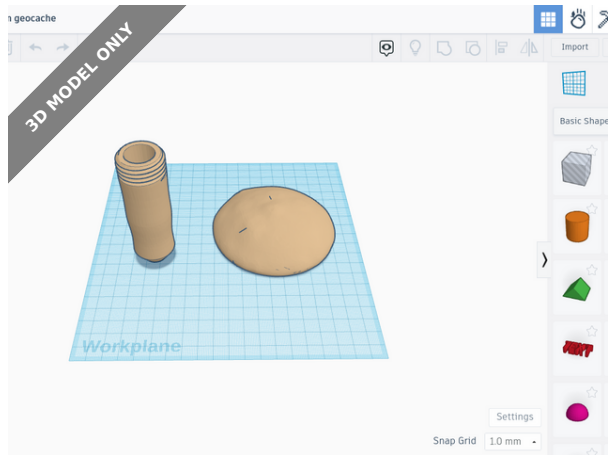 n geocache
3D MODEL ONLY
Import
Basic Shape
Workplane
Settings
Snap Grid 1.0 mm